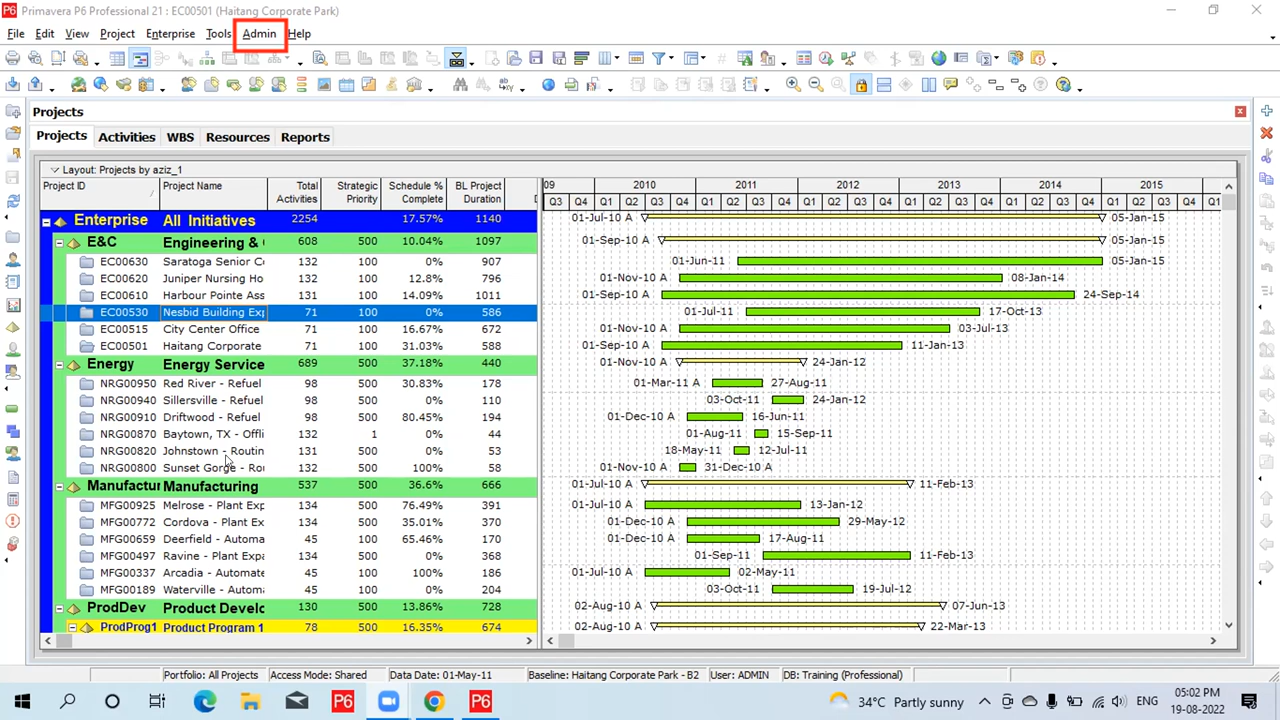 Primavera P6 Professional 21 : EC00501 (Haitang Corporate Park)
File Edit View Project Enterprise Tools Admin Help
Projects
Projects Activities WBS Resources Reports
Layout: Projects by aziz_1
Project ID Project Name Total Activities Strategic Priority Schedule % Complete BL Project Duration D
09 2010 2011 2012 2013 2014 2015
Q3 Q4 Q1 Q2 Q3 Q4 Q1 Q2 Q3 Q4 Q1 Q2 Q3 Q4 Q1 Q2 Q3 Q4 Q1 Q2 Q3 Q4 Q1 Q2 Q3 Q4 Q1
Enterprise All Initiatives 2254 17.57% 1140 01-Jul-10 A 05-Jan-15
E&C Engineering & 608 500 10.04% 1097 01-Sep-10 A 05-Jan-15
EC00630 Saratoga Senior C 132 100 0% 907 01-Jun-11 05-Jan-15
EC00620 Juniper Nursing Ho 132 100 12.8% 796 01-Nov-10 A 08-Jan-14
EC00610 Harbour Pointe Ass 131 100 14.09% 1011 01-Sep-10 A 24-Sep-14
EC00530 Nesbid Building Exp 71 100 0% 586 01-Jul-11 17-Oct-13
EC00515 City Center Office 71 100 16.67% 672 01-Nov-10 A 03-Jul-13
EC00501 Haitang Corporate 71 100 31.03% 588 01-Sep-10 A 11-Jan-13
Energy Energy Service 689 500 37.18% 440 01-Nov-10 A 24-Jan-12
NRG00950 Red River - Refuel 98 500 30.83% 178 01-Mar-11 A 27-Aug-11
NRG00940 Sillersville - Refuel 98 500 0% 100 03-Oct-11 24-Jan-12
NRG00910 Driftwood - Refuel 98 500 80.45% 194 01-Dec-10 A 16-Jun-11
NRG00870 Baytown, TX - Offli 132 1 0% 44 01-Aug-11 15-Sep-11
NRG00820 Johnstown - Routin 131 500 0% 53 18-May-11 12-Jul-11
NRG00800 Sunset Gorge - Rou 132 500 100% 58 01-Nov-10 A 31-Dec-10 A
Manufactur Manufacturing 537 500 36.6% 666 01-Jul-10 A 11-Feb-13
MFG00925 Melrose - Plant Exp 134 500 76.49% 391 01-Jul-10 A 13-Jan-12
MFG00772 Cordova - Plant Ex 134 500 35.01% 370 01-Dec-10 A 29-May-12
MFG00659 Deerfield - Automa 45 500 65.46% 170 01-Dec-10 A 17-Aug-11
MFG00497 Ravine - Plant Expa 134 500 0% 368 01-Sep-11 11-Feb-13
MFG00337 Arcadia - Automate 45 500 100% 186 01-Jul-10 A 02-May-11
MFG00189 Waterville - Automa 45 500 0% 204 03-Oct-11 19-Jul-12
ProdDev Product Develo 130 500 13.86% 728 02-Aug-10 A 07-Jun-13
ProdProg1 Product Program 1 78 500 16.35% 674 02-Aug-10 A 22-Mar-13
Portfolio: All Projects Access Mode: Shared Data Date: 01-May-11 Baseline: Haitang Corporate Park - B2 User: ADMIN DB: Training (Professional)
34°C Partly sunny ENG 05:02 PM
19-08-2022